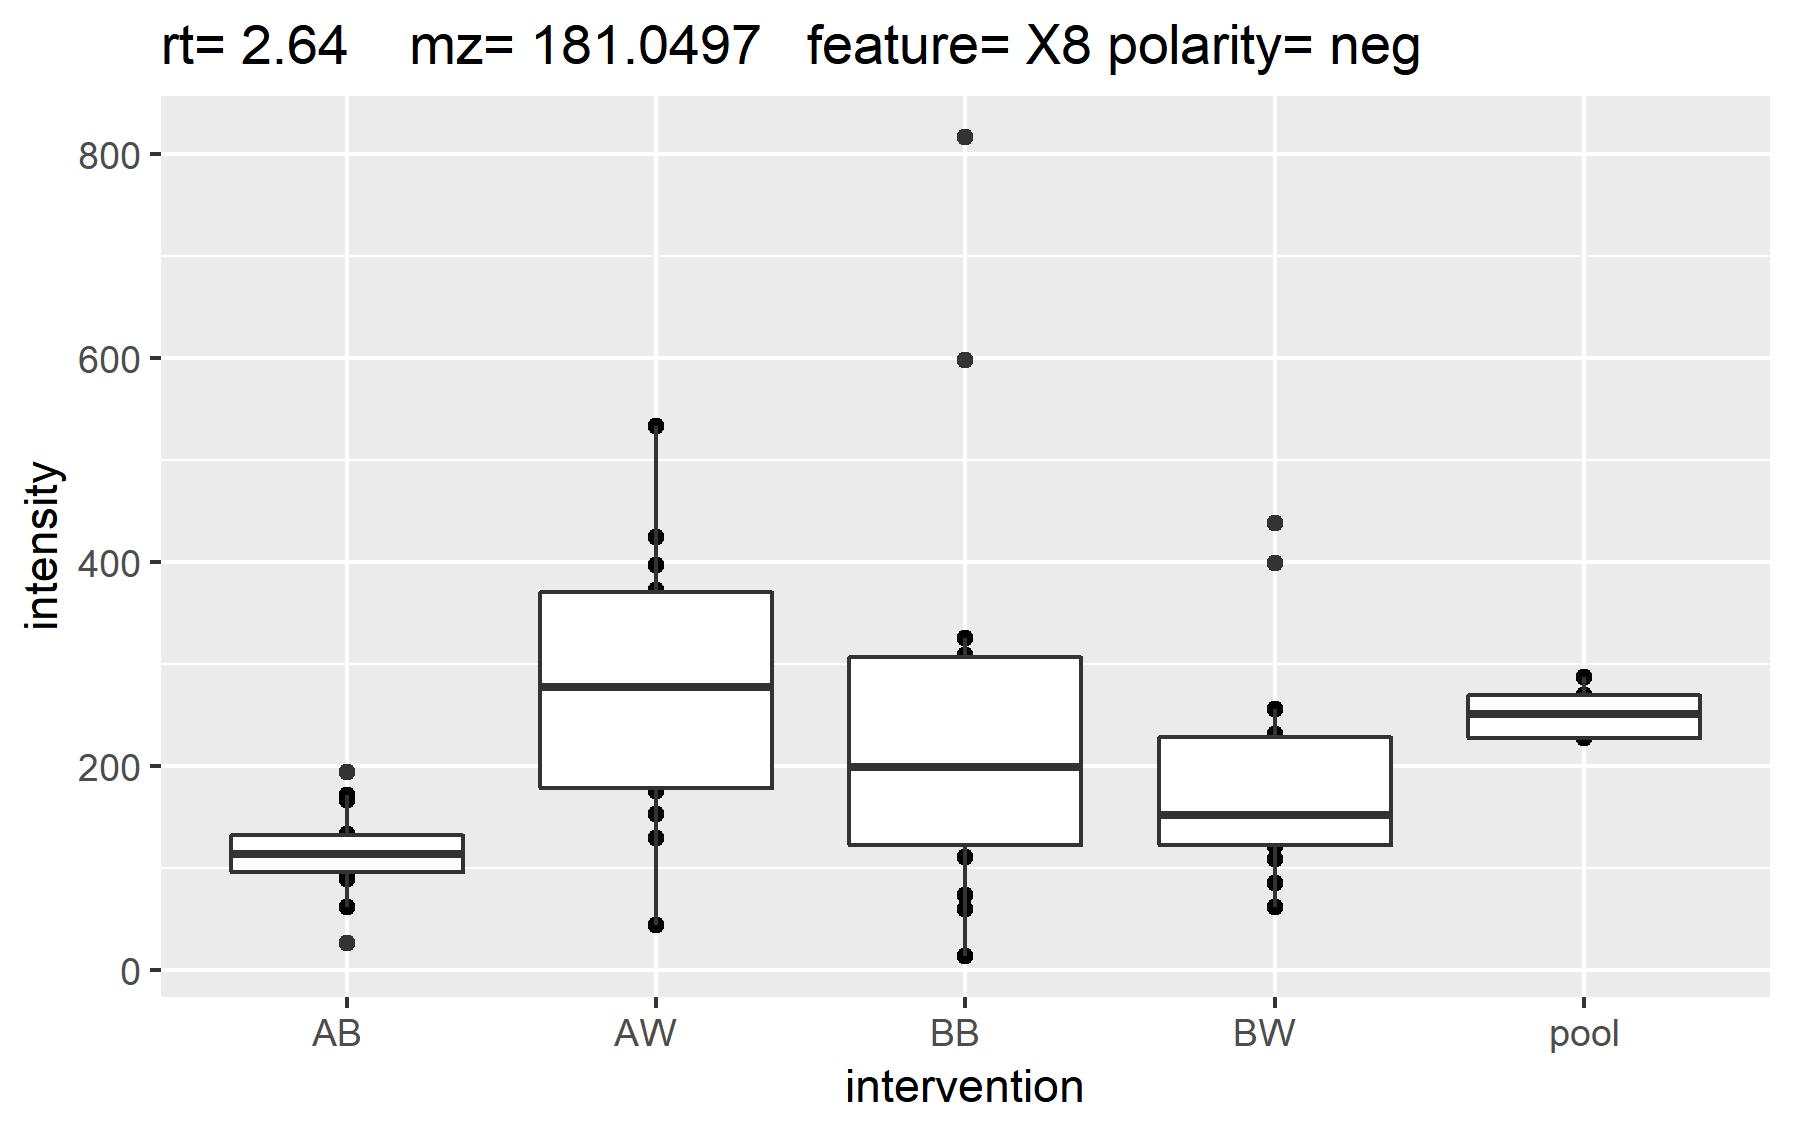 rt= 2.64 mz= 181.0497 feature= X8 polarity= neg
800
600
400
200
0
intensity
AB AW BB BW pool
intervention